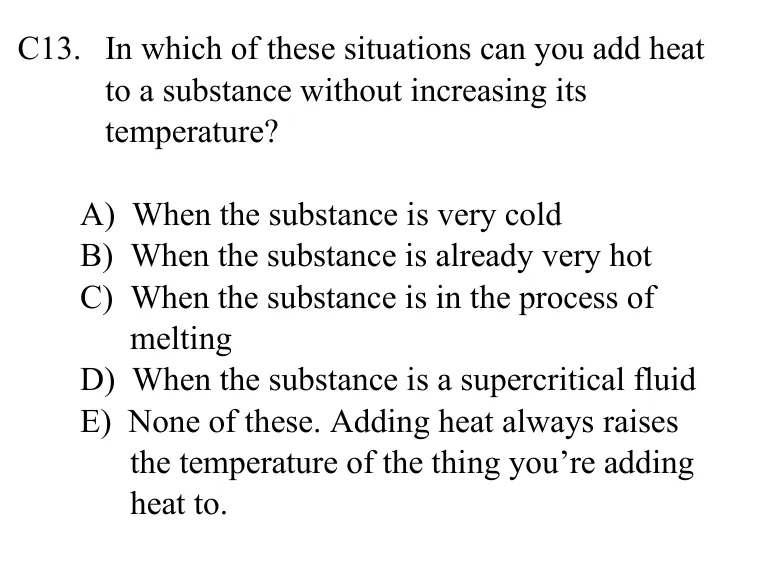 C13. In which of these situations can you add heat
to a substance without increasing its
temperature?
A) When the substance is very cold
B) When the substance is already very hot
C) When the substance is in the process of
melting
D) When the substance is a supercritical fluid
E) None of these. Adding heat always raises
the temperature of the thing you’re adding
heat to.